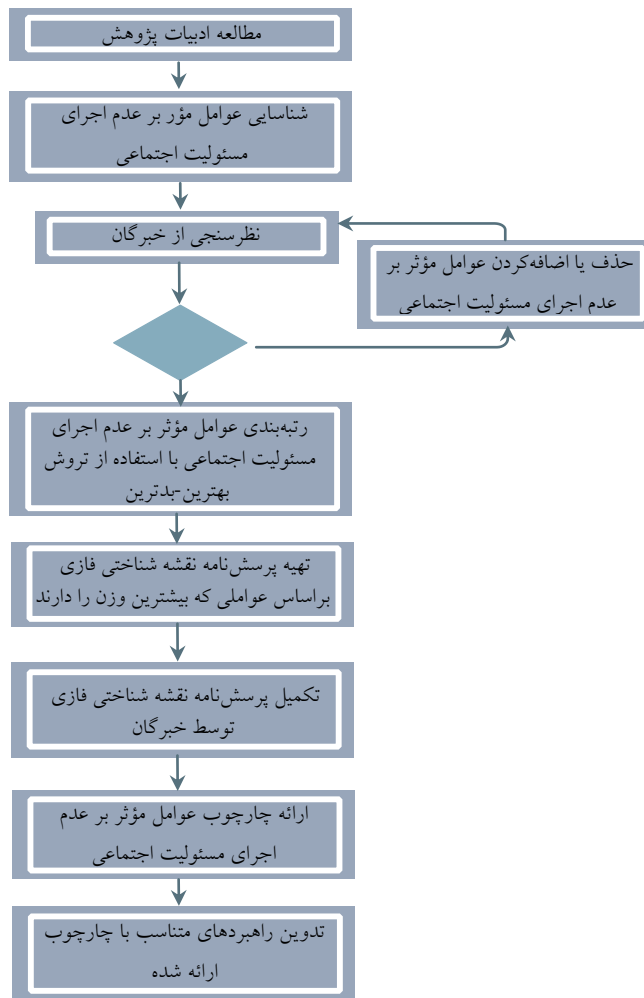 مطالعه ادبیات پژوهش
شناسایی عوامل مؤر بر عدم اجرای
مسئولیت اجتماعی
نظرسنجی از خبرگان
حذف یا اضافه‌کردن عوامل مؤثر بر
عدم اجرای مسئولیت اجتماعی
رتبه‌بندی عوامل مؤثر بر عدم اجرای
مسئولیت اجتماعی با استفاده از تروش
بهترین-بدترین
تهیه پرسش‌نامه نقشه شناختی فازی
براساس عواملی که بیشترین وزن را دارند
تکمیل پرسش‌نامه نقشه شناختی فازی
توسط خبرگان
ارائه چارچوب عوامل مؤثر بر عدم
اجرای مسئولیت اجتماعی
تدوین راهبردهای متناسب با چارچوب
ارائه شده